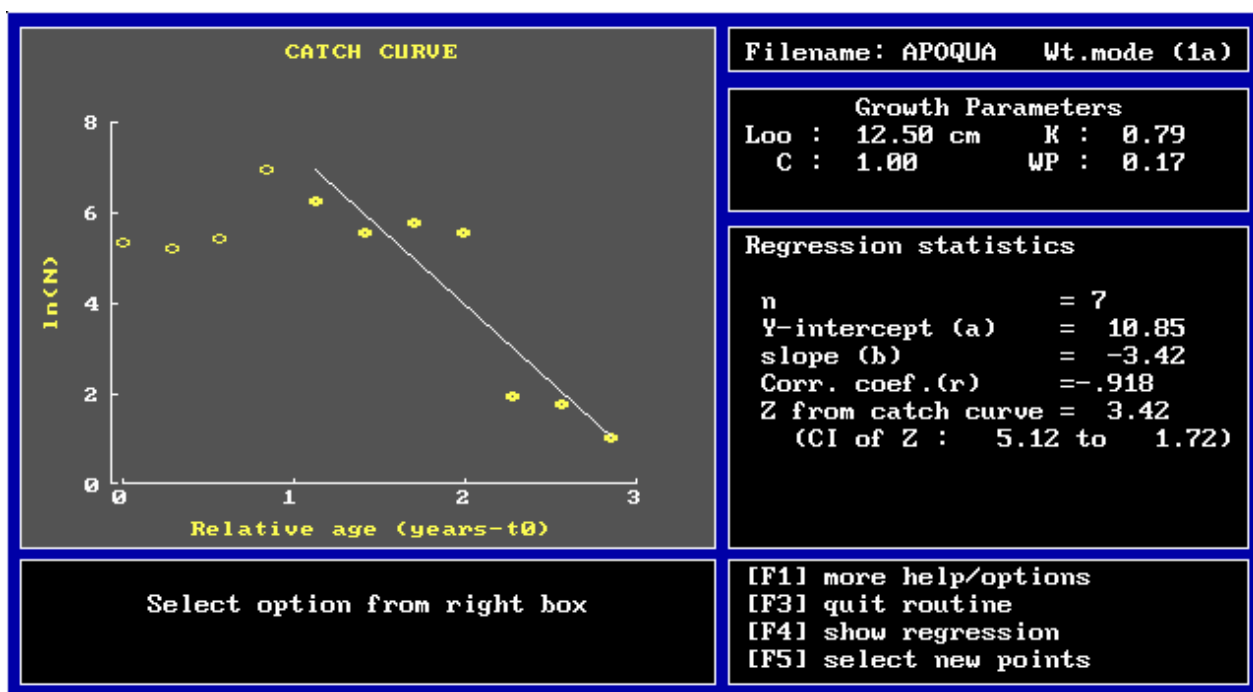 CATCH CURVE
8
6
4
2
0
ln(N)
0 1 2 3
Relative age (years-t0)
Filename: APOQUA Wt.mode (1a)
Growth Parameters
Loo : 12.50 cm K : 0.79
C : 1.00 WP : 0.17
Regression statistics
n = 7
Y-intercept (a) = 10.85
slope (b) = -3.42
Corr. coef.(r) =-.918
Z from catch curve = 3.42
(CI of Z : 5.12 to 1.72)
Select option from right box
[F1] more help/options
[F3] quit routine
[F4] show regression
[F5] select new points